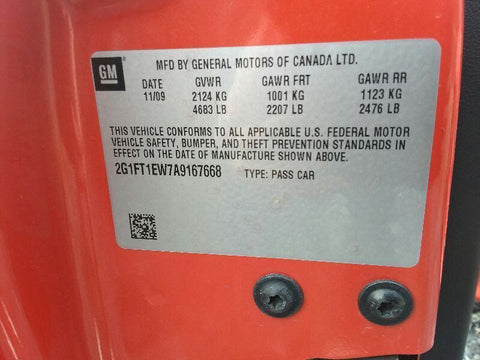 GM
MFD BY GENERAL MOTORS OF CANADA LTD.
DATE GVWR GAWR FRT GAWR RR
11/09 2124 KG 1001 KG 1123 KG
4683 LB 2207 LB 2476 LB
THIS VEHICLE CONFORMS TO ALL APPLICABLE U.S. FEDERAL MOTOR
VEHICLE SAFETY, BUMPER, AND THEFT PREVENTION STANDARDS IN
EFFECT ON THE DATE OF MANUFACTURE SHOWN ABOVE.
2G1FT1EW7A9167668 TYPE: PASS CAR